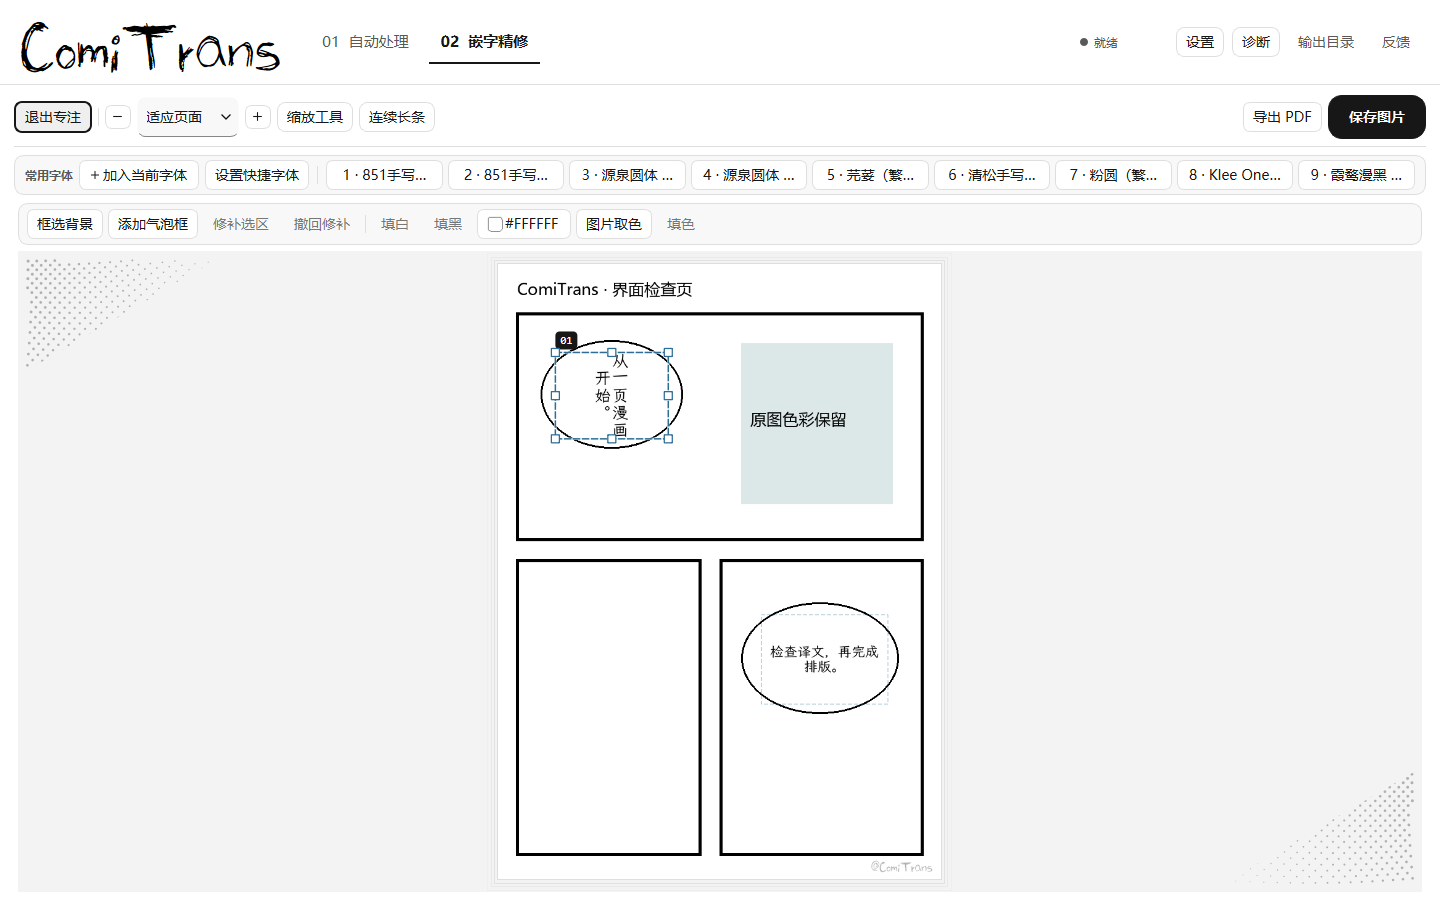 ComiTrans
01 自动处理
02 嵌字精修
就绪
设置
诊断
输出目录
反馈
退出专注
−
适应页面
+
缩放工具
连续长条
导出 PDF
保存图片
常用字体
+ 加入当前字体
设置快捷字体
1 · 851手写...
2 · 851手写...
3 · 源泉圆体 ...
4 · 源泉圆体 ...
5 · 芫荽（繁...
6 · 清松手写...
7 · 粉圆（繁...
8 · Klee One...
9 · 霞鹜漫黑 ...
框选背景
添加气泡框
修补选区
撤回修补
填白
填黑
#FFFFFF
图片取色
填色
ComiTrans · 界面检查页
01
从一页漫画
开始。
原图色彩保留
检查译文，再完成
排版。
@ComiTrans